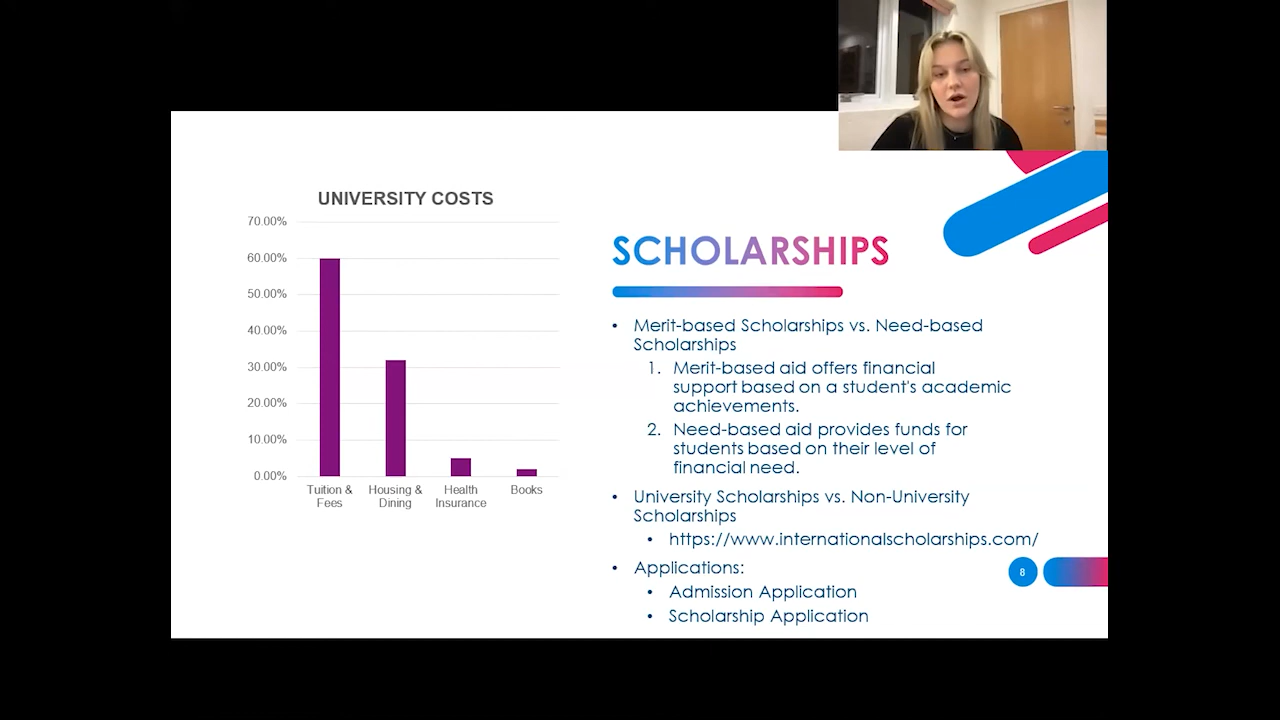 UNIVERSITY COSTS
70.00%
60.00%
50.00%
40.00%
30.00%
20.00%
10.00%
0.00%
Tuition &
Fees
Housing &
Dining
Health
Insurance
Books
SCHOLARSHIPS
• Merit-based Scholarships vs. Need-based
Scholarships
1. Merit-based aid offers financial
support based on a student's academic
achievements.
2. Need-based aid provides funds for
students based on their level of
financial need.
• University Scholarships vs. Non-University
Scholarships
• https://www.internationalscholarships.com/
• Applications:
• Admission Application
• Scholarship Application
8